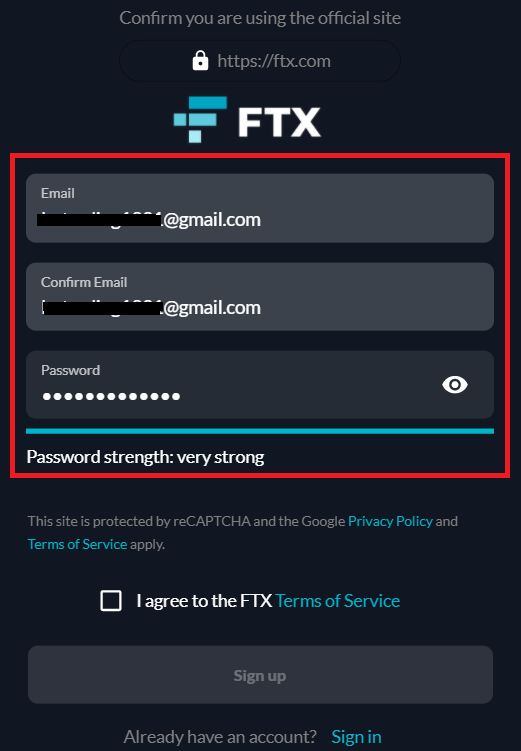 Confirm you are using the official site
https://ftx.com
FTX
Email
@gmail.com
Confirm Email
@gmail.com
Password
•••••••••••••
Password strength: very strong
This site is protected by reCAPTCHA and the Google Privacy Policy and
Terms of Service apply.
I agree to the FTX Terms of Service
Sign up
Already have an account? Sign in